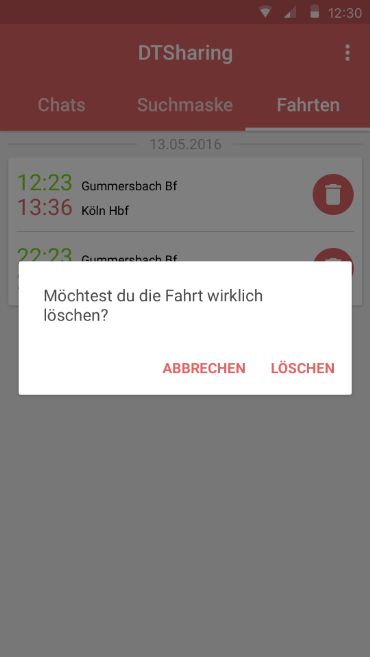 12:30
DTSharing
Chats Suchmaske Fahrten
13.05.2016
12:23 Gummersbach Bf
13:36 Köln Hbf
22:23 Gummersbach Bf
Möchtest du die Fahrt wirklich
löschen?
ABBRECHEN LÖSCHEN